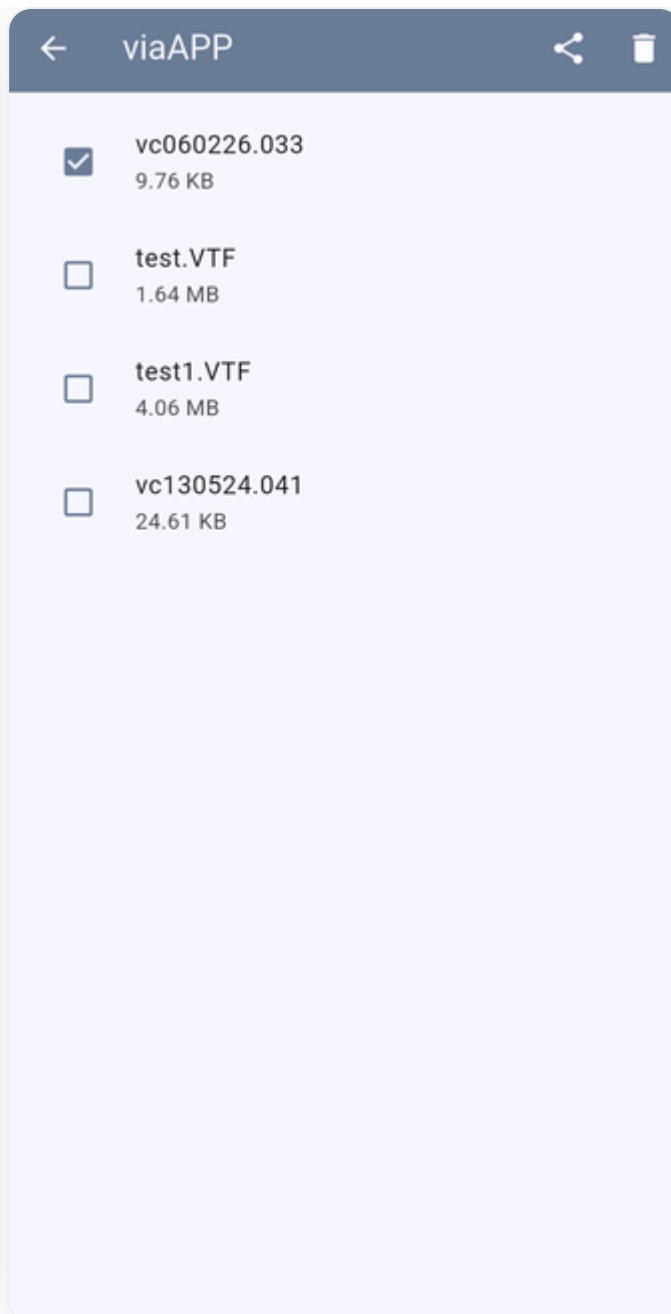 viaAPP
vc060226.033
9.76 KB
test.VTF
1.64 MB
test1.VTF
4.06 MB
vc130524.041
24.61 KB